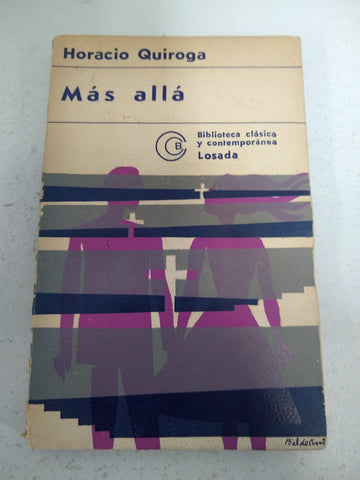 Horacio Quiroga
Más allá
B
Biblioteca clásica
y contemporánea
Losada